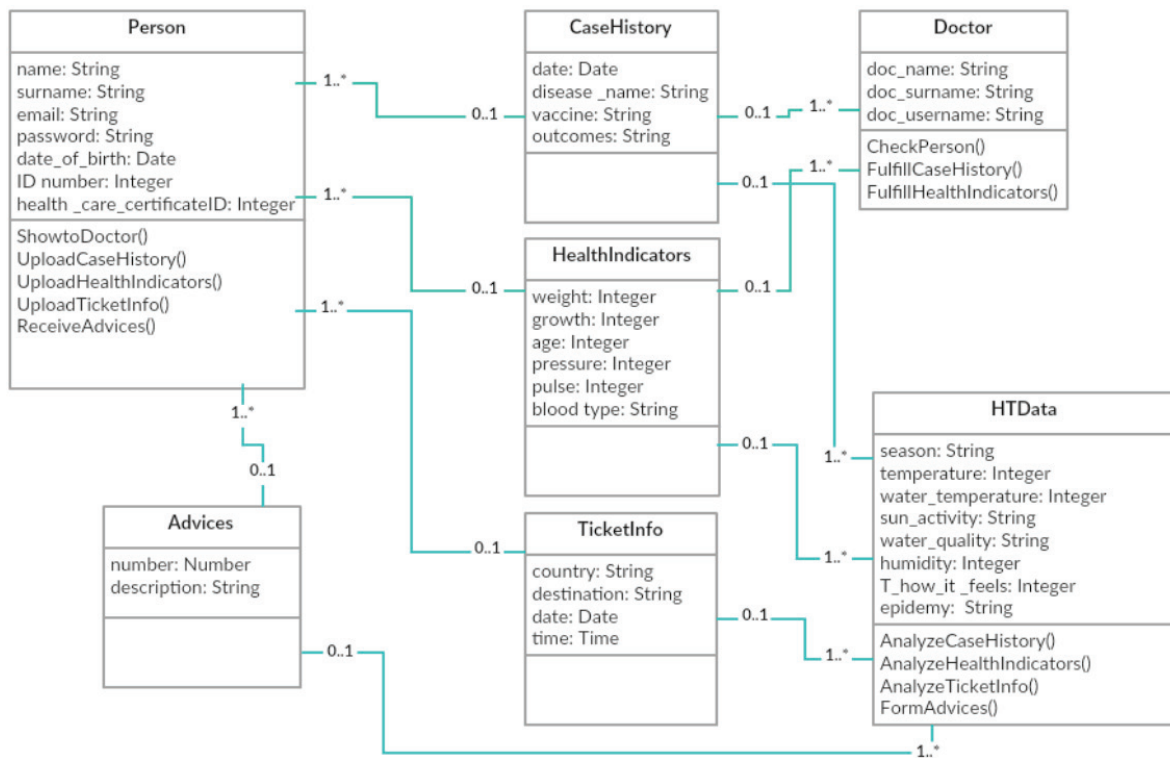 Person
name: String
surname: String
email: String
password: String
date_of_birth: Date
ID number: Integer
health _care_certificateID: Integer
ShowtoDoctor()
UploadCaseHistory()
UploadHealthIndicators()
UploadTicketInfo()
ReceiveAdvices()
1..*
0..1
1..*
0..1
1..*
0..1
1..*
0..1
CaseHistory
date: Date
disease _name: String
vaccine: String
outcomes: String
0..1
1..*
0..1
1..*
Doctor
doc_name: String
doc_surname: String
doc_username: String
CheckPerson()
FulfillCaseHistory()
FulfillHealthIndicators()
HealthIndicators
weight: Integer
growth: Integer
age: Integer
pressure: Integer
pulse: Integer
blood type: String
0..1
1..*
0..1
1..*
HTData
season: String
temperature: Integer
water_temperature: Integer
sun_activity: String
water_quality: String
humidity: Integer
T_how_it _feels: Integer
epidemy: String
AnalyzeCaseHistory()
AnalyzeHealthIndicators()
AnalyzeTicketInfo()
FormAdvices()
Advices
number: Number
description: String
0..1
1..*
TicketInfo
country: String
destination: String
date: Date
time: Time
0..1
1..*